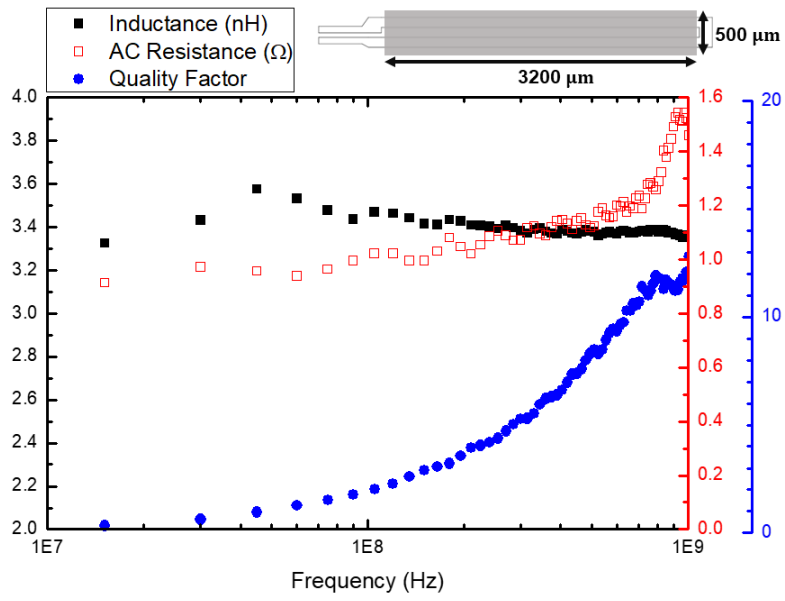 Inductance (nH)
AC Resistance (Ω)
Quality Factor
500 μm
3200 μm
4.0
3.8
3.6
3.4
3.2
3.0
2.8
2.6
2.4
2.2
2.0
1.6
1.4
1.2
1.0
0.8
0.6
0.4
0.2
0.0
20
10
0
1E7
1E8
1E9
Frequency (Hz)